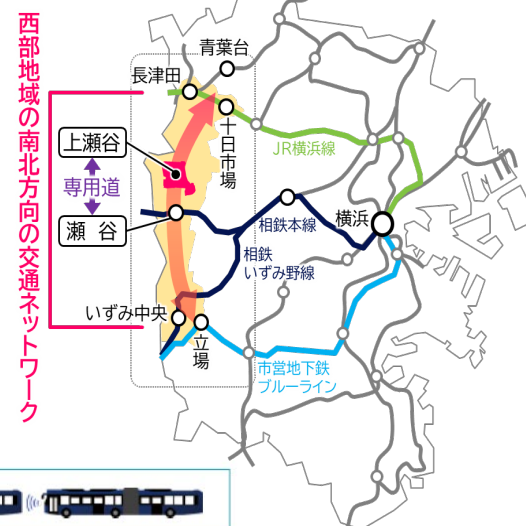 西部地域の南北方向の交通ネットワーク
青葉台
長津田
十日市場
JR横浜線
上瀬谷
専用道
瀬谷
横浜
相鉄本線
相鉄
いずみ野線
いずみ中央
立場
市営地下鉄
ブルーライン